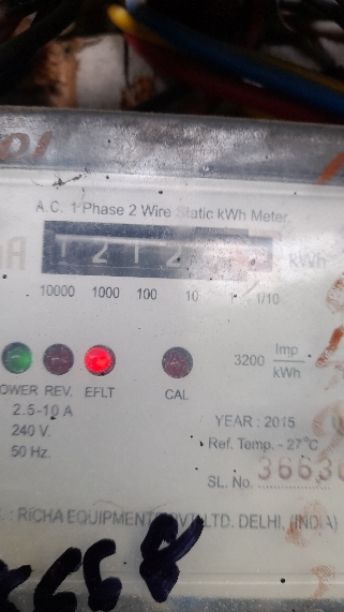 A.C. 1 Phase 2 Wire Static kWh Meter.
1 2 1 2 kWh
10000 1000 100 10 1 1/10
POWER REV. EFLT CAL
3200 Imp/kWh
2.5-10 A
240 V.
50 Hz.
YEAR : 2015
Ref. Temp. - 27°C
SL. No. 3663
RICHA EQUIPMENT PVT. LTD. DELHI, (INDIA)